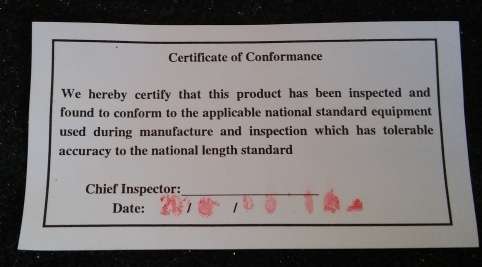 Certificate of Conformance
We hereby certify that this product has been inspected and
found to conform to the applicable national standard equipment
used during manufacture and inspection which has tolerable
accuracy to the national length standard
Chief Inspector:
Date: / /